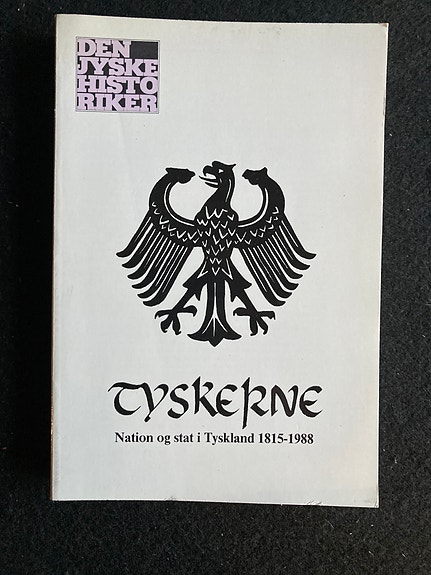 DEN
JYSKE
HISTO
RIKER
TYSKERNE
Nation og stat i Tyskland 1815-1988